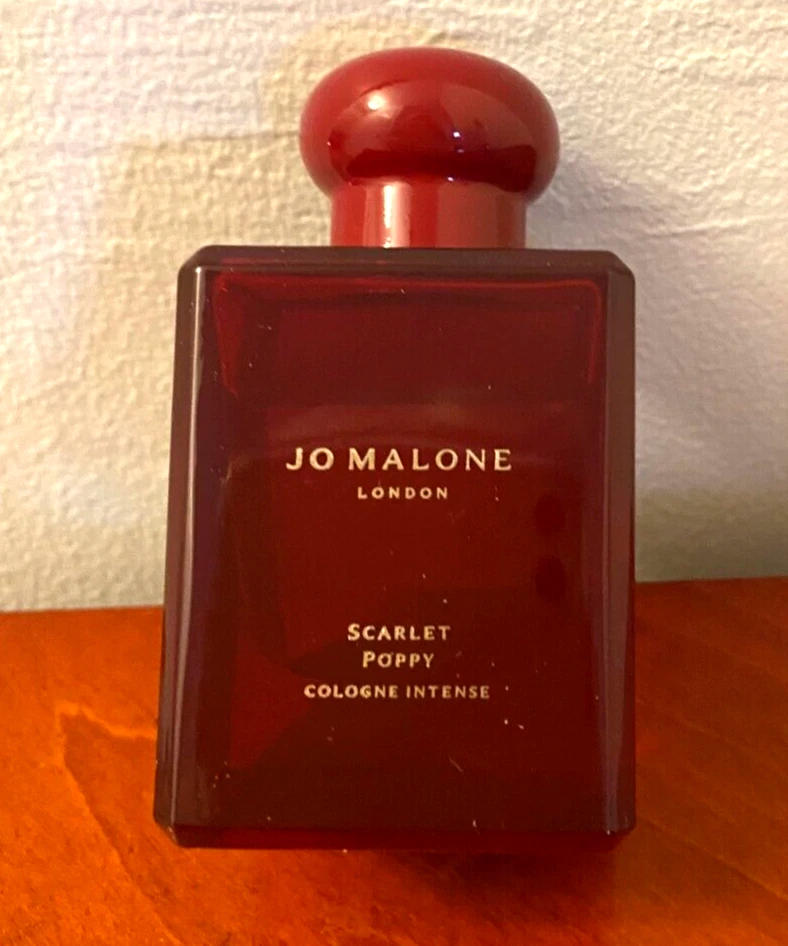 JO MALONE
LONDON
SCARLET
POPPY
COLOGNE INTENSE